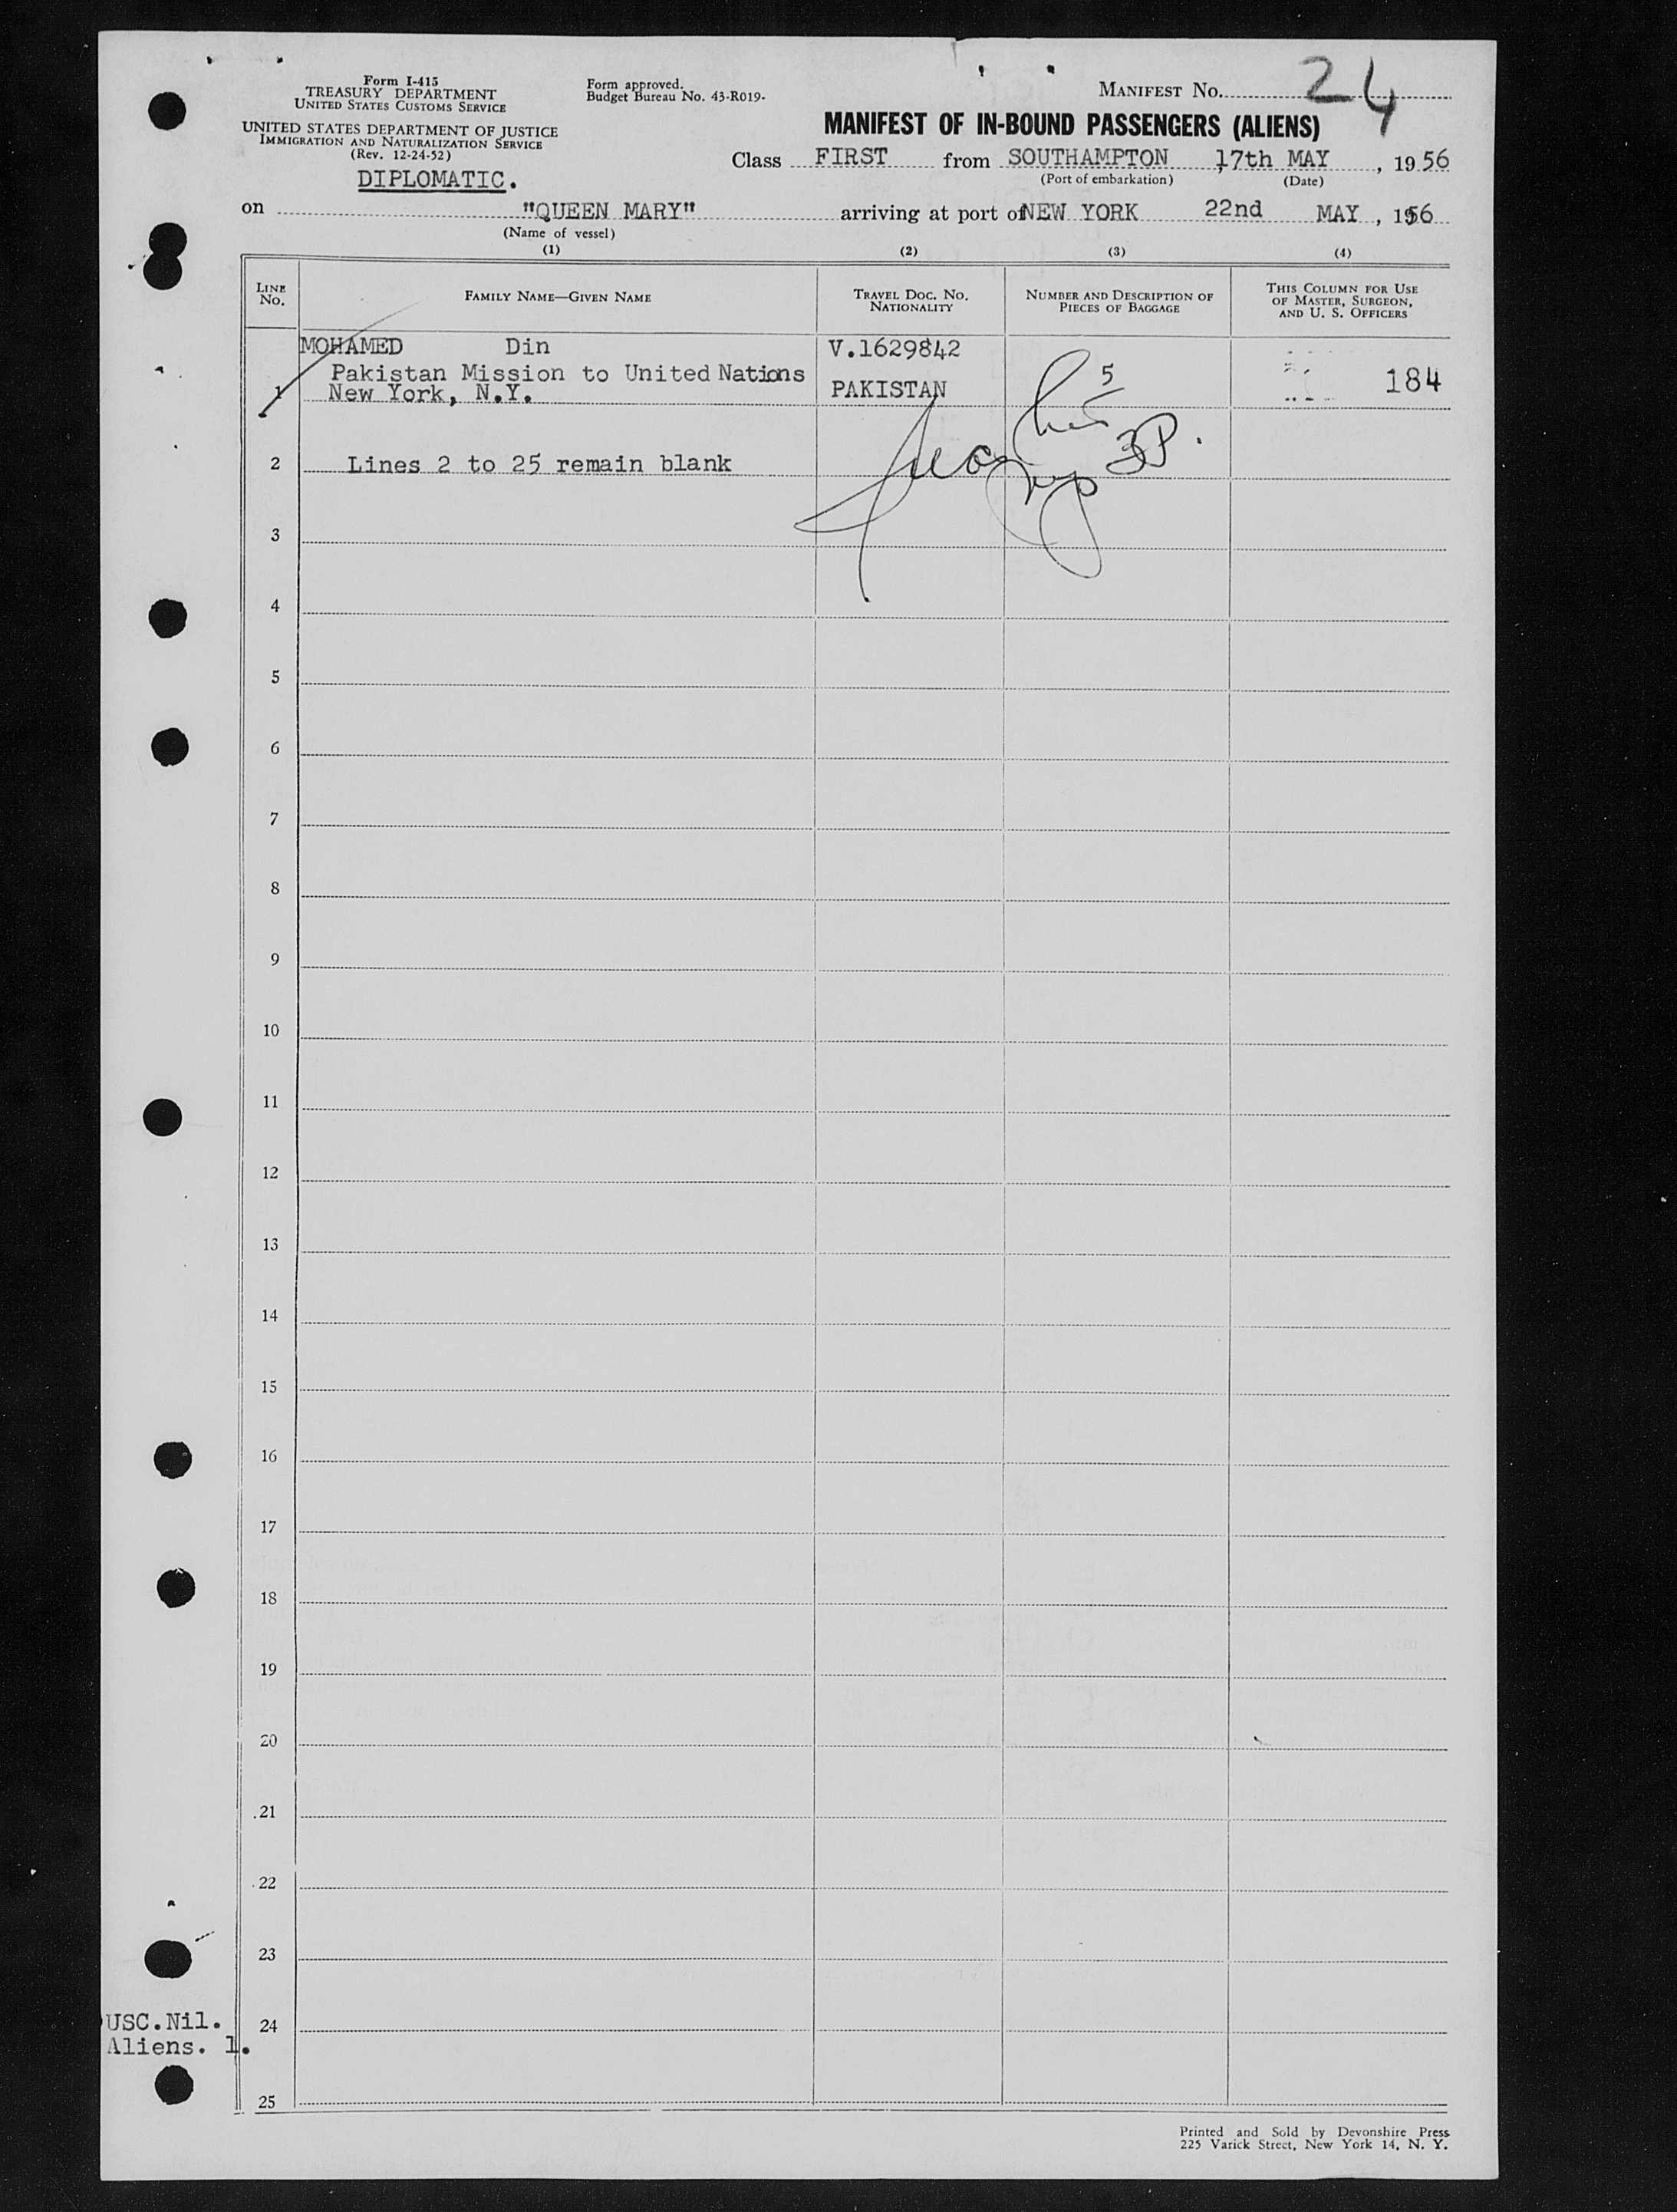 Form I-415
TREASURY DEPARTMENT
UNITED STATES CUSTOMS SERVICE
UNITED STATES DEPARTMENT OF JUSTICE
IMMIGRATION AND NATURALIZATION SERVICE
(Rev. 12-24-52)
DIPLOMATIC.
Form approved.
Budget Bureau No. 43-R019.
MANIFEST No. 24
MANIFEST OF IN-BOUND PASSENGERS (ALIENS)
Class FIRST from SOUTHAMPTON, 17th MAY, 1956
(Port of embarkation) (Date)
on "QUEEN MARY" arriving at port of NEW YORK 22nd MAY, 1956
(Name of vessel)
(1) (2) (3) (4)
LINE No. FAMILY NAME—GIVEN NAME TRAVEL DOC. No. NATIONALITY NUMBER AND DESCRIPTION OF PIECES OF BAGGAGE THIS COLUMN FOR USE OF MASTER, SURGEON, AND U. S. OFFICERS
MOHAMED Din V.1629842
Pakistan Mission to United Nations 5
1 New York, N.Y. PAKISTAN 184
3P.
2 Lines 2 to 25 remain blank
3
4
5
6
7
8
9
10
11
12
13
14
15
16
17
18
19
20
21
22
23
USC.Nil. 24
Aliens. 1.
25
Printed and Sold by Devonshire Press
225 Varick Street, New York 14, N. Y.